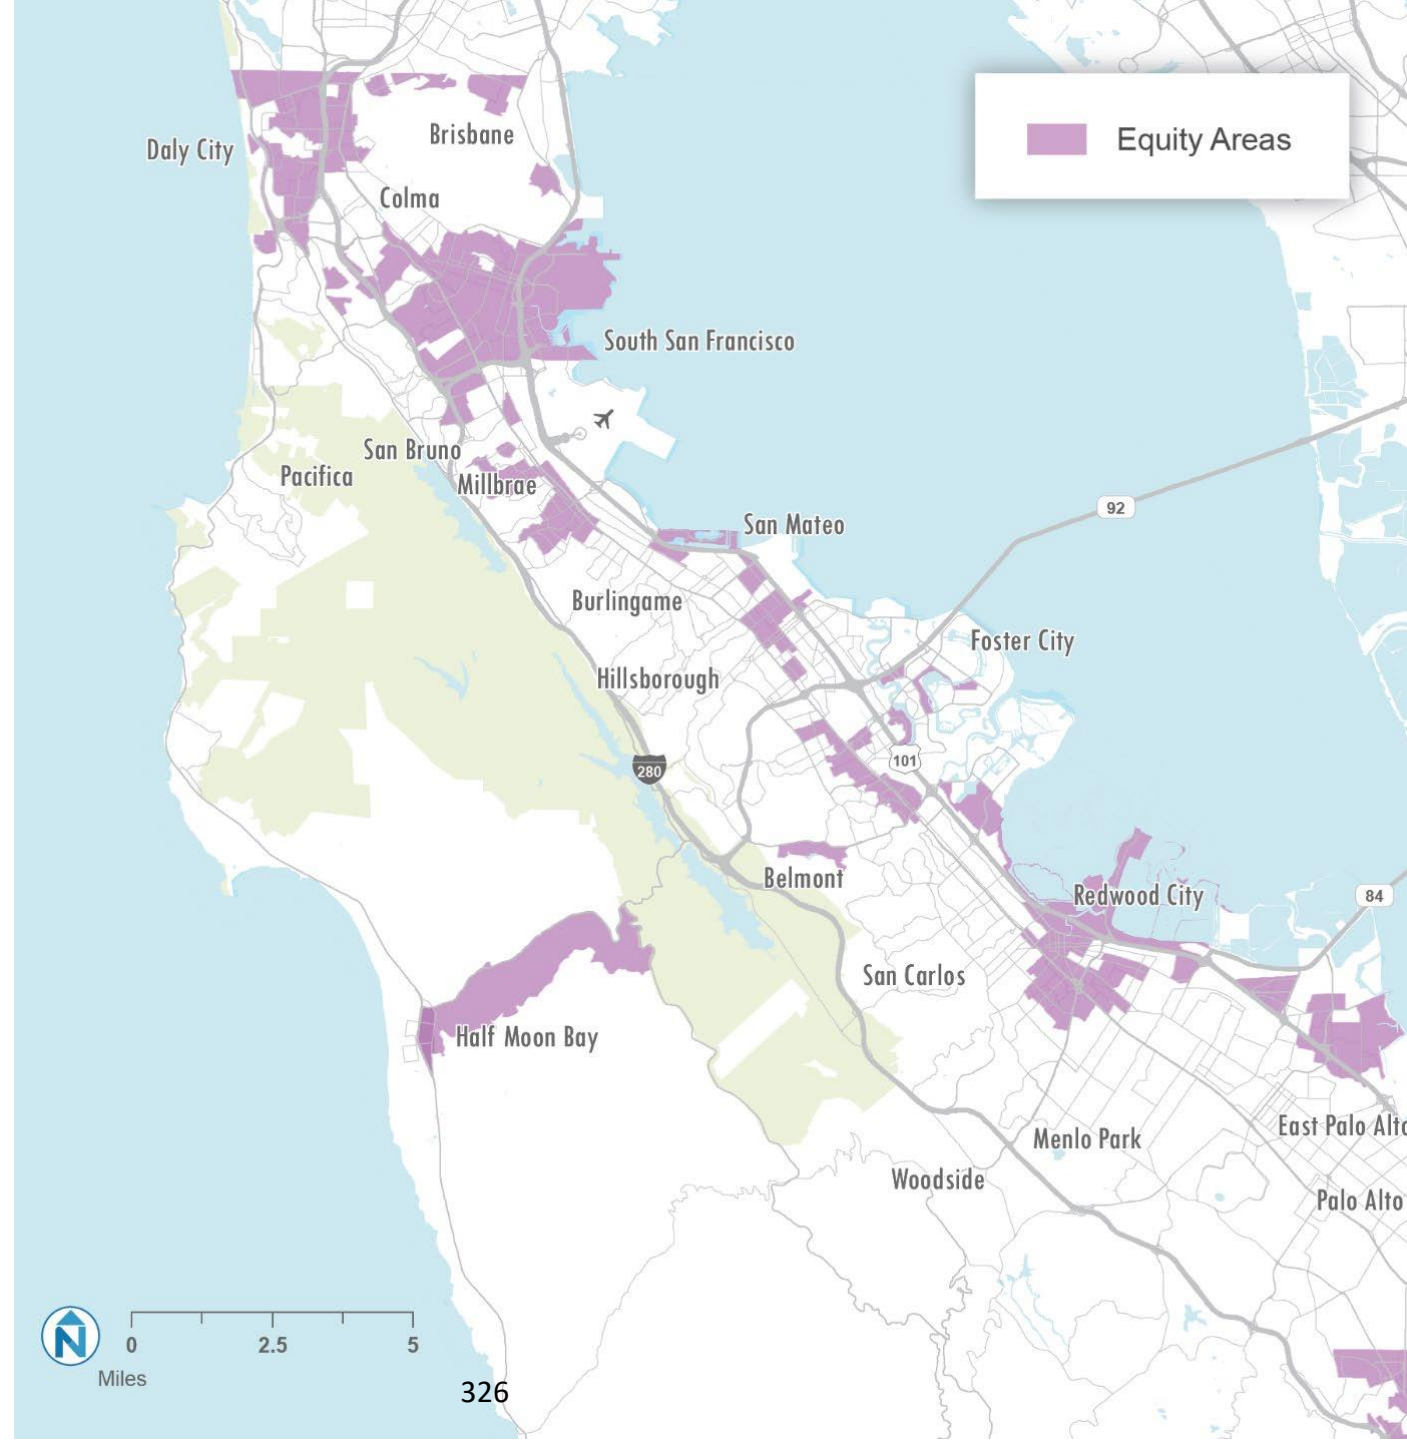 Equity Areas
Brisbane
Daly City
Colma
South San Francisco
San Bruno
Pacifica
Millbrae
92
San Mateo
Burlingame
Foster City
Hillsborough
280
101
Belmont
Redwood City
84
San Carlos
Half Moon Bay
East Palo Alto
Menlo Park
Woodside
Palo Alto
N
0 2.5 5
Miles
326